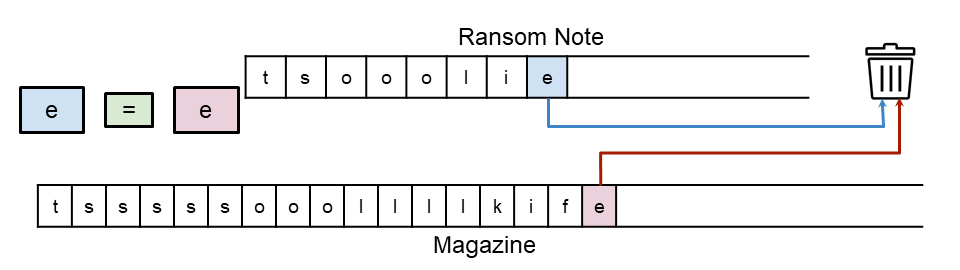 Ransom Note
t s o o o l i e
e = e
t s s s s s o o o l l l l k i f e
Magazine